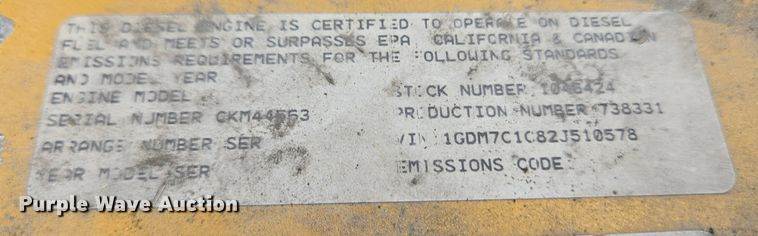 THIS DIESEL ENGINE IS CERTIFIED TO OPERATE ON DIESEL
FUEL AND MEETS OR SURPASSES EPA, CALIFORNIA & CANADIAN
EMISSIONS REQUIREMENTS FOR THE FOLLOWING STANDARDS
AND MODEL YEAR
ENGINE MODEL
STOCK NUMBER
SERIAL NUMBER
PRODUCTION NUMBER 738331
ARRANGE NUMBER SER
VIN 1GDM7C1C82J510578
YEAR MODEL SER
EMISSIONS CODE
Purple Wave Auction